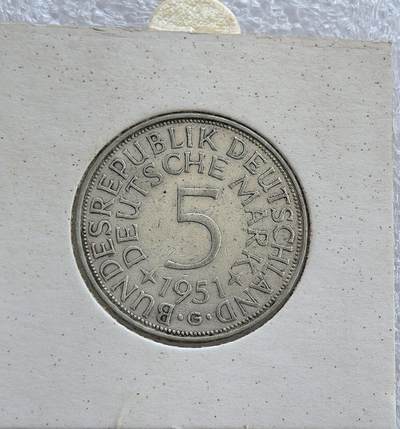 BUNDESREPUBLIK DEUTSCHLAND
DEUTSCHE MARK
5
1951
G